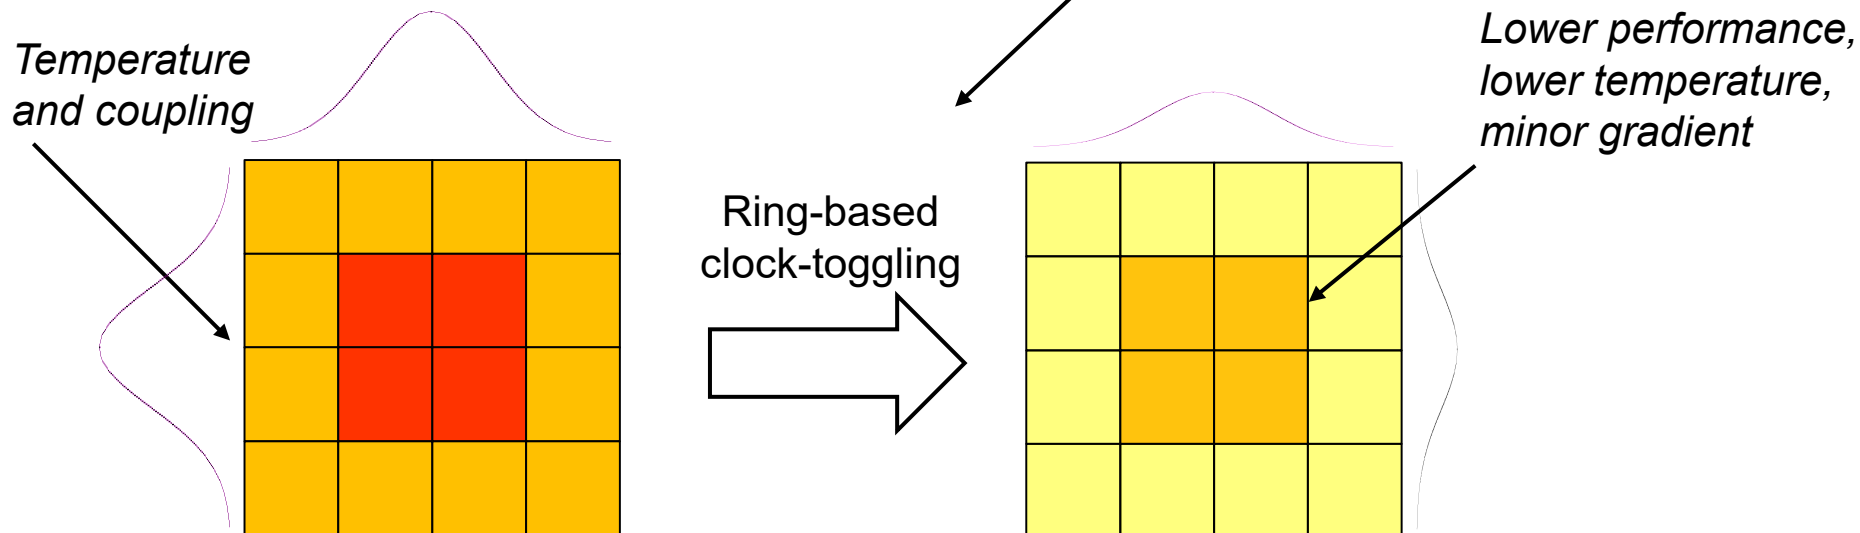 Temperature
and coupling
Ring-based
clock-toggling
Lower performance,
lower temperature,
minor gradient